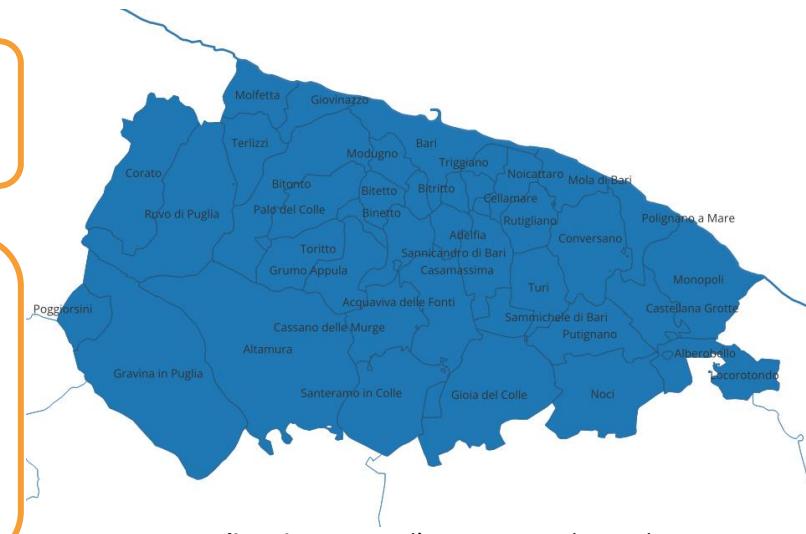 Molfetta
Giovinazzo
Terlizzi
Bari
Modugno
Triggiano
Corato
Noicattaro
Mola di Bari
Bitonto
Bitetto
Bitritto
Cellamare
Ruvo di Puglia
Palo del Colle
Binetto
Rutigliano
Polignano a Mare
Adelfia
Conversano
Toritto
Sannicandro di Bari
Grumo Appula
Casamassima
Monopoli
Turi
Poggiorsini
Acquaviva delle Fonti
Castellana Grotte
Sammichele di Bari
Cassano delle Murge
Putignano
Altamura
Alberobello
Gravina in Puglia
Locorotondo
Santeramo in Colle
Gioia del Colle
Noci